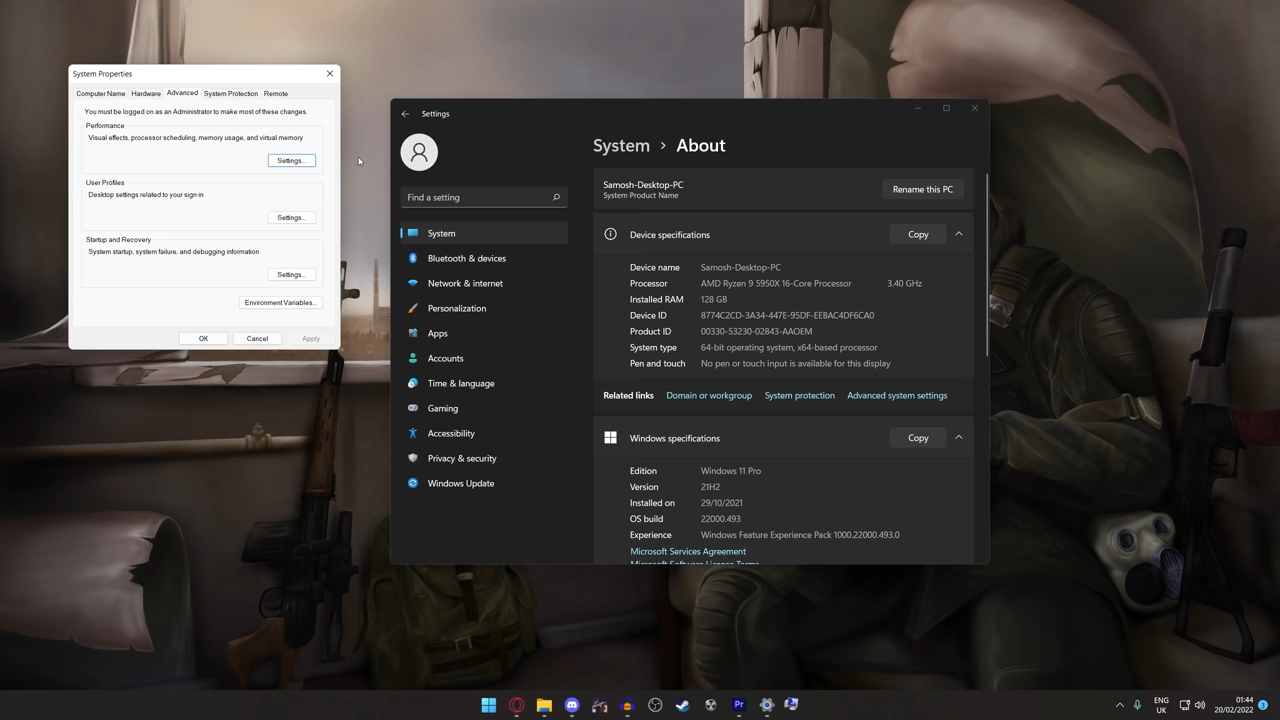 System Properties
Computer Name Hardware Advanced System Protection Remote
You must be logged on as an Administrator to make most of these changes.
Performance
Visual effects, processor scheduling, memory usage, and virtual memory
Settings...
User Profiles
Desktop settings related to your sign-in
Settings...
Startup and Recovery
System startup, system failure, and debugging information
Settings...
Environment Variables...
OK Cancel Apply
Settings
Find a setting
System
Bluetooth & devices
Network & internet
Personalization
Apps
Accounts
Time & language
Gaming
Accessibility
Privacy & security
Windows Update
System > About
Samosh-Desktop-PC
System Product Name
Rename this PC
Device specifications Copy
Device name Samosh-Desktop-PC
Processor AMD Ryzen 9 5950X 16-Core Processor 3.40 GHz
Installed RAM 128 GB
Device ID 8774C2CD-3A34-447E-95DF-EEBAC4DF6CA0
Product ID 00330-53230-02843-AAOEM
System type 64-bit operating system, x64-based processor
Pen and touch No pen or touch input is available for this display
Related links Domain or workgroup System protection Advanced system settings
Windows specifications Copy
Edition Windows 11 Pro
Version 21H2
Installed on 29/10/2021
OS build 22000.493
Experience Windows Feature Experience Pack 1000.22000.493.0
Microsoft Services Agreement
Microsoft Software License Terms
Pr
ENG
UK
01:44
20/02/2022
3